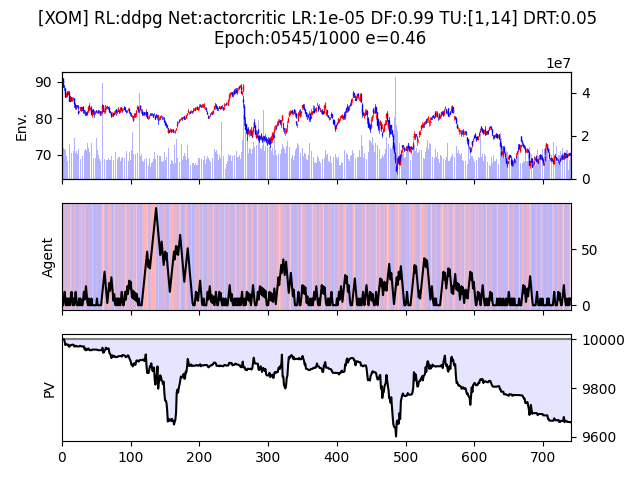 [XOM] RL:ddpg Net:actorcritic LR:1e-05 DF:0.99 TU:[1,14] DRT:0.05
Epoch:0545/1000 e=0.46
1e7
90
80
70
Env.
4
2
0
Agent
50
0
PV
10000
9800
9600
0 100 200 300 400 500 600 700